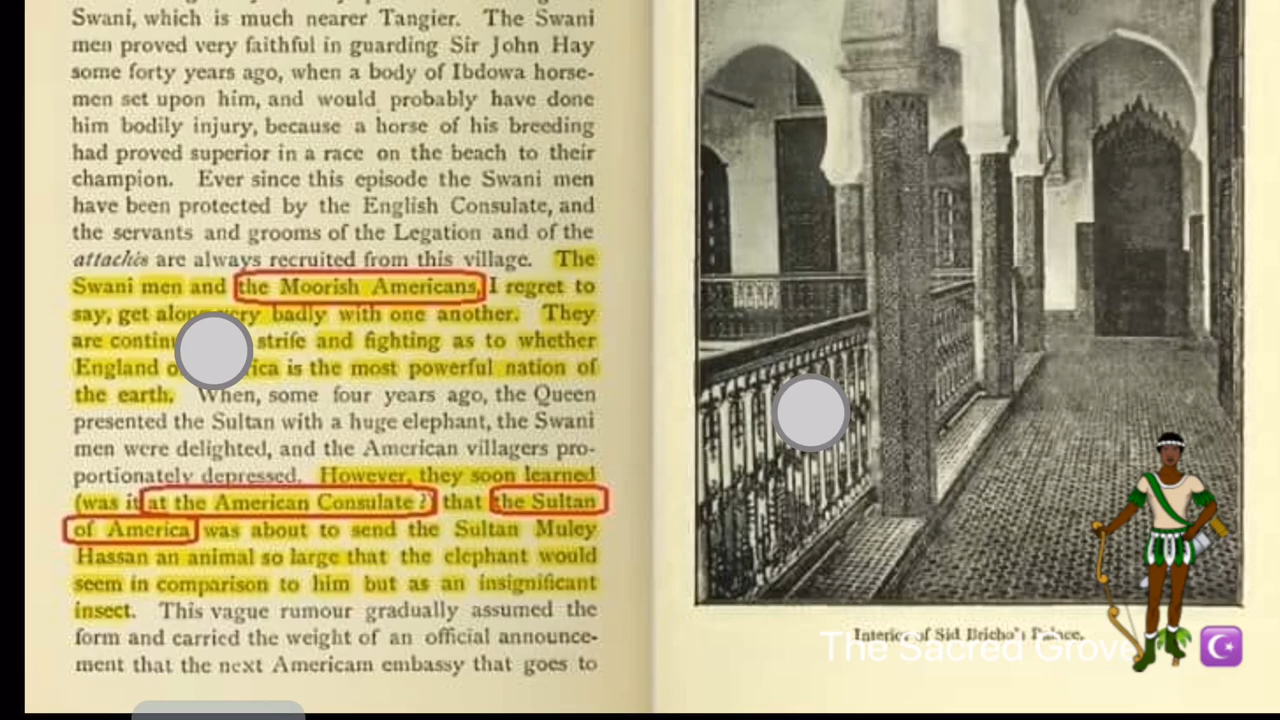 Swani, which is much nearer Tangier. The Swani
men proved very faithful in guarding Sir John Hay
some forty years ago, when a body of Ibdowa horse-
men set upon him, and would probably have done
him bodily injury, because a horse of his breeding
had proved superior in a race on the beach to their
champion. Ever since this episode the Swani men
have been protected by the English Consulate, and
the servants and grooms of the Legation and of the
attachés are always recruited from this village. The
Swani men and the Moorish Americans, I regret to
say, get along very badly with one another. They
are contin strife and fighting as to whether
England o ica is the most powerful nation of
the earth. When, some four years ago, the Queen
presented the Sultan with a huge elephant, the Swani
men were delighted, and the American villagers pro-
portionately depressed. However, they soon learned
(was it at the American Consulate?) that the Sultan
of America was about to send the Sultan Muley
Hassan an animal so large that the elephant would
seem in comparison to him but as an insignificant
insect. This vague rumour gradually assumed the
form and carried the weight of an official announce-
ment that the next American embassy that goes to
Interior of Sid Bricha's Palace.
The Sacred Grove